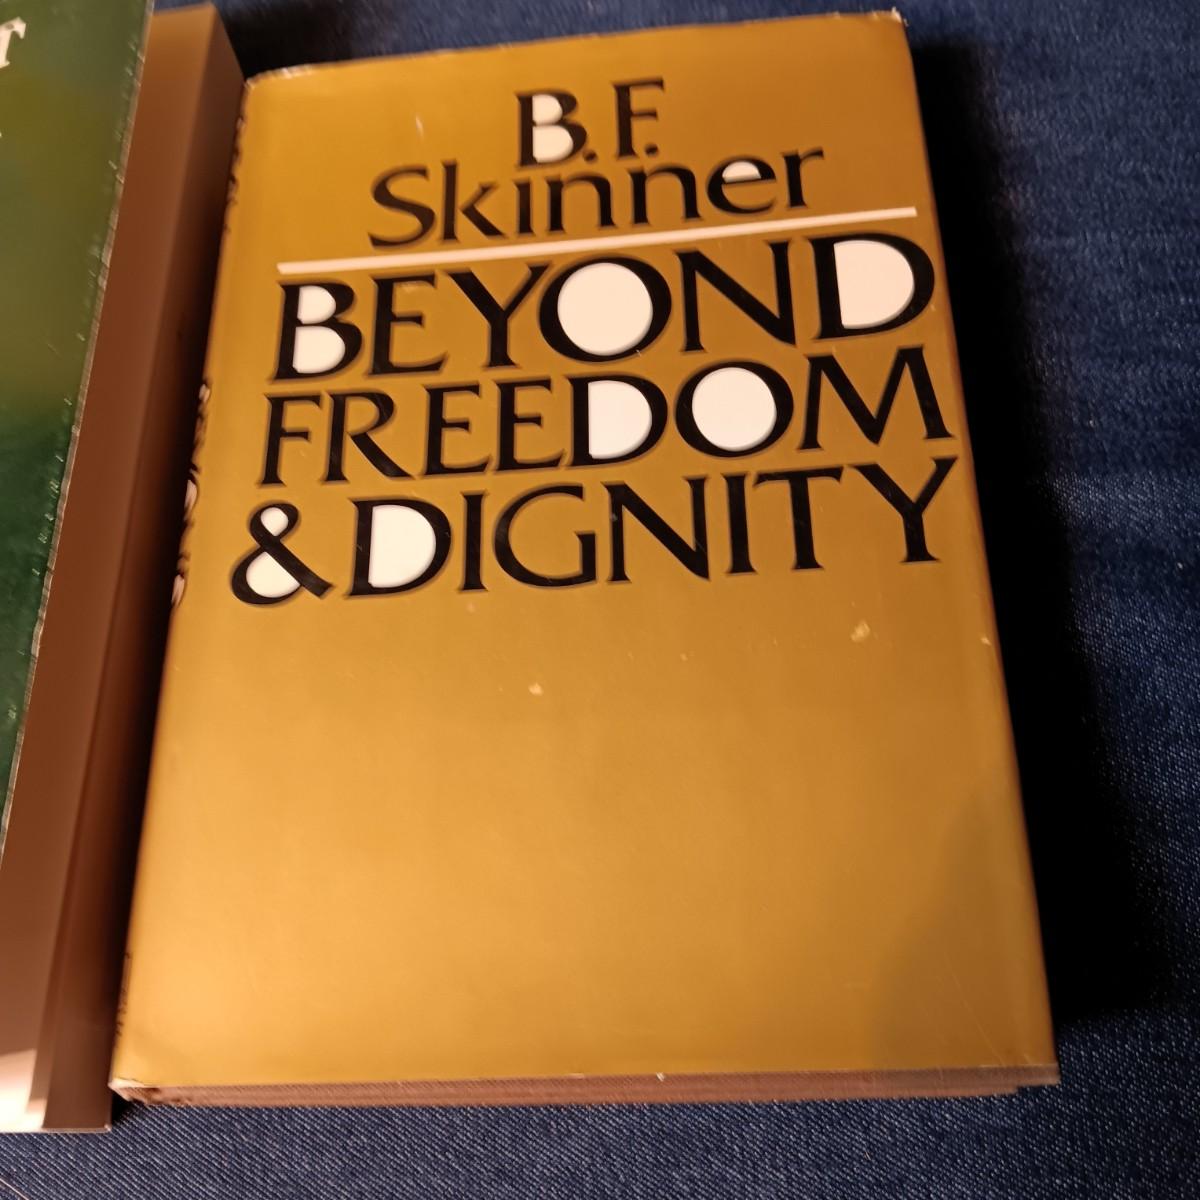 B.F.
Skinner
BEYOND
FREEDOM
& DIGNITY